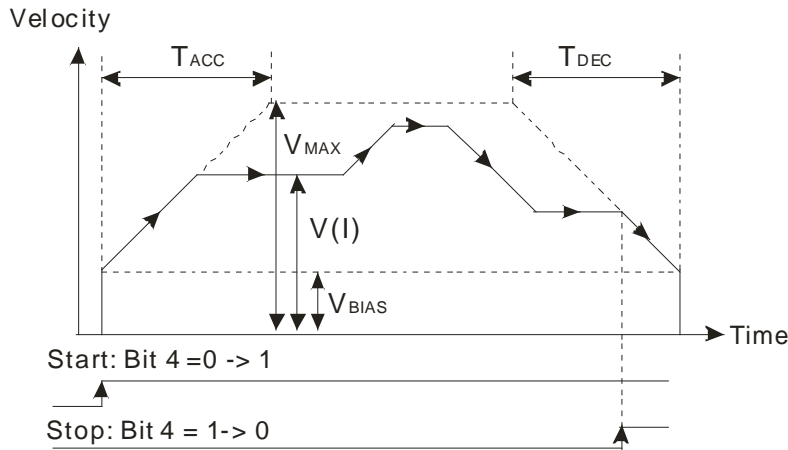 Velocity
TACC
TDEC
VMAX
V(I)
VBIAS
Time
Start: Bit 4 =0 -> 1
Stop: Bit 4 = 1-> 0